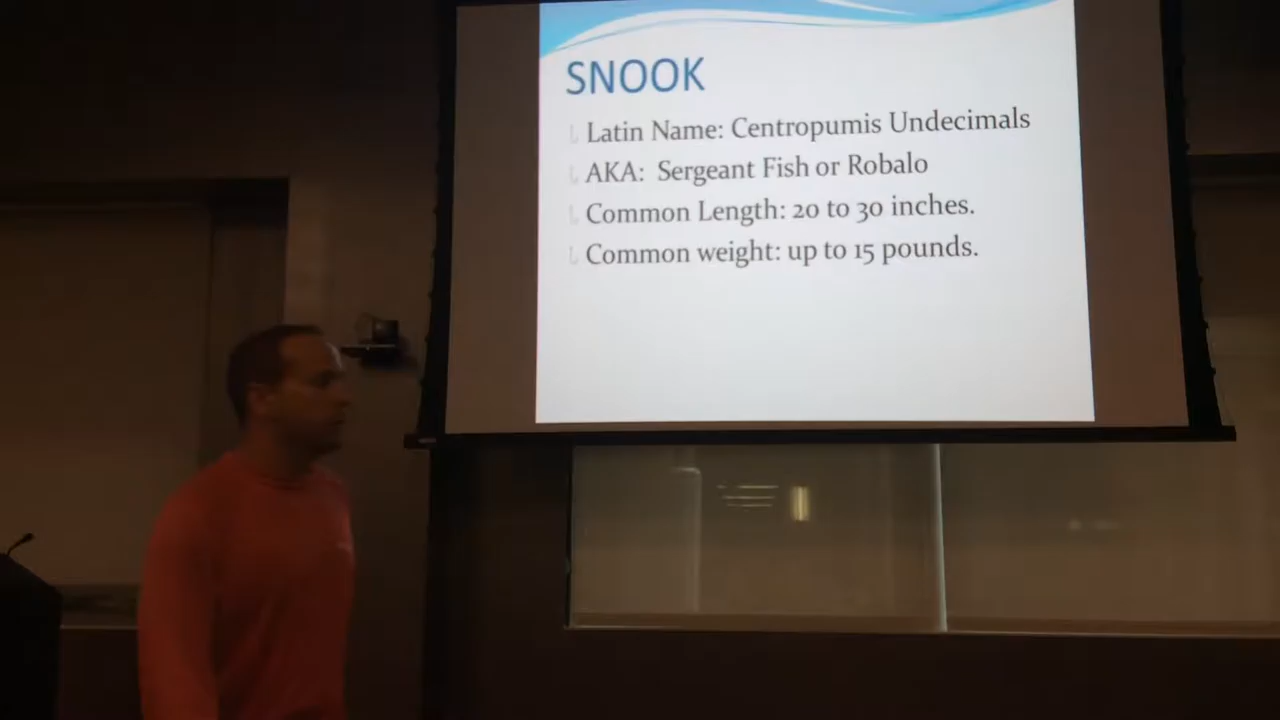 SNOOK
Latin Name: Centropumis Undecimals
AKA: Sergeant Fish or Robalo
Common Length: 20 to 30 inches.
Common weight: up to 15 pounds.